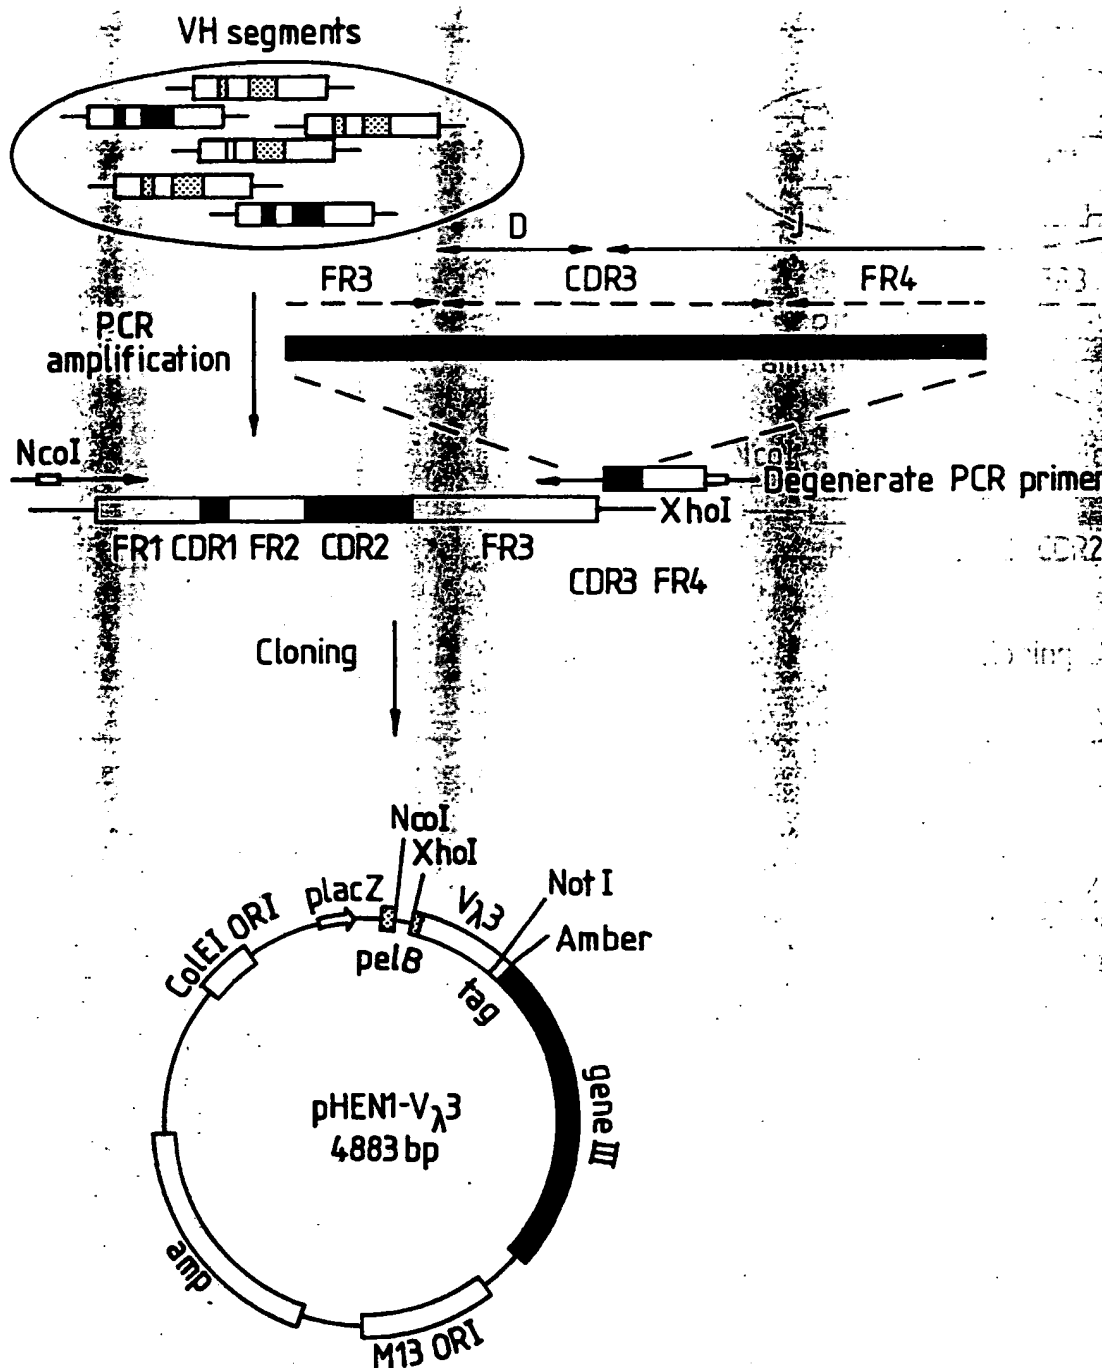 VH segments
D
J
FR3
CDR3
FR4
PCR
amplification
NcoI
Degenerate PCR primer
XhoI
FR1 CDR1 FR2 CDR2 FR3
CDR3 FR4
Cloning
NcoI
XhoI
placZ
Vλ3
Not I
Amber
ColEI ORI
pelB
tag
gene III
pHEN1-Vλ3
4883 bp
amp
M13 ORI
CDR2